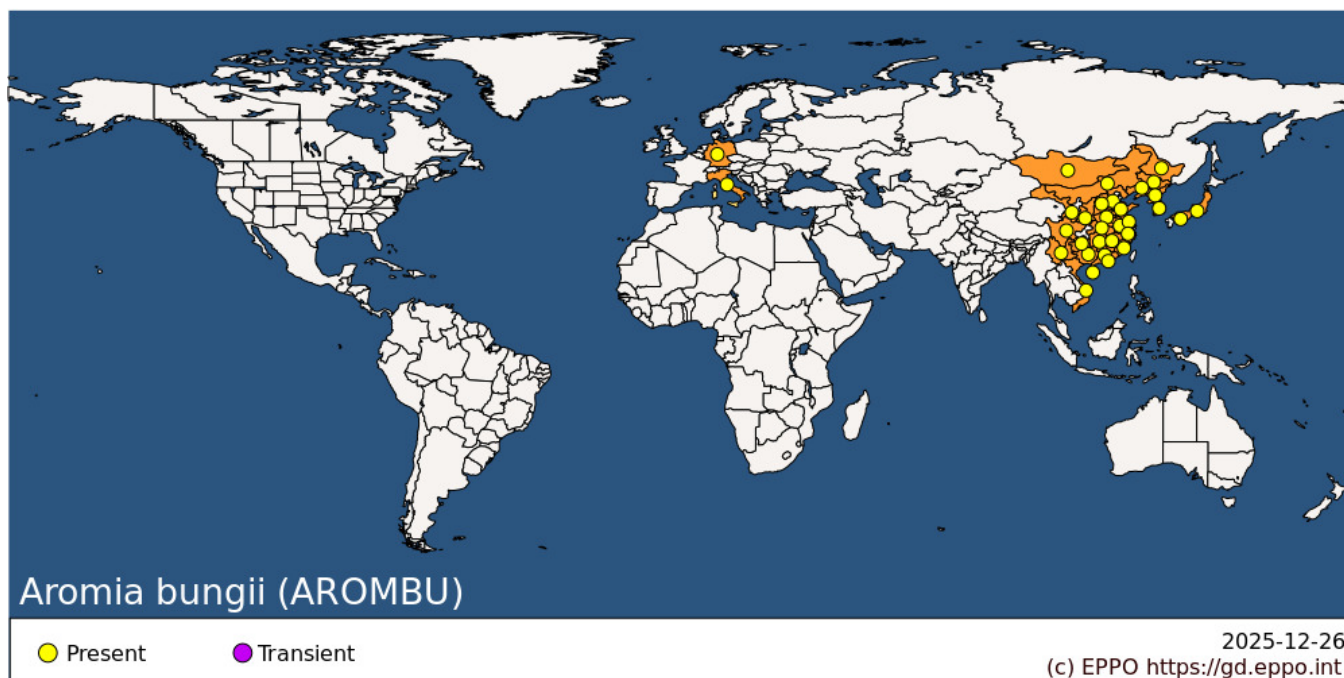 Aromia bungii (AROMBU)
Present
Transient
2025-12-26
(c) EPPO https://gd.eppo.int